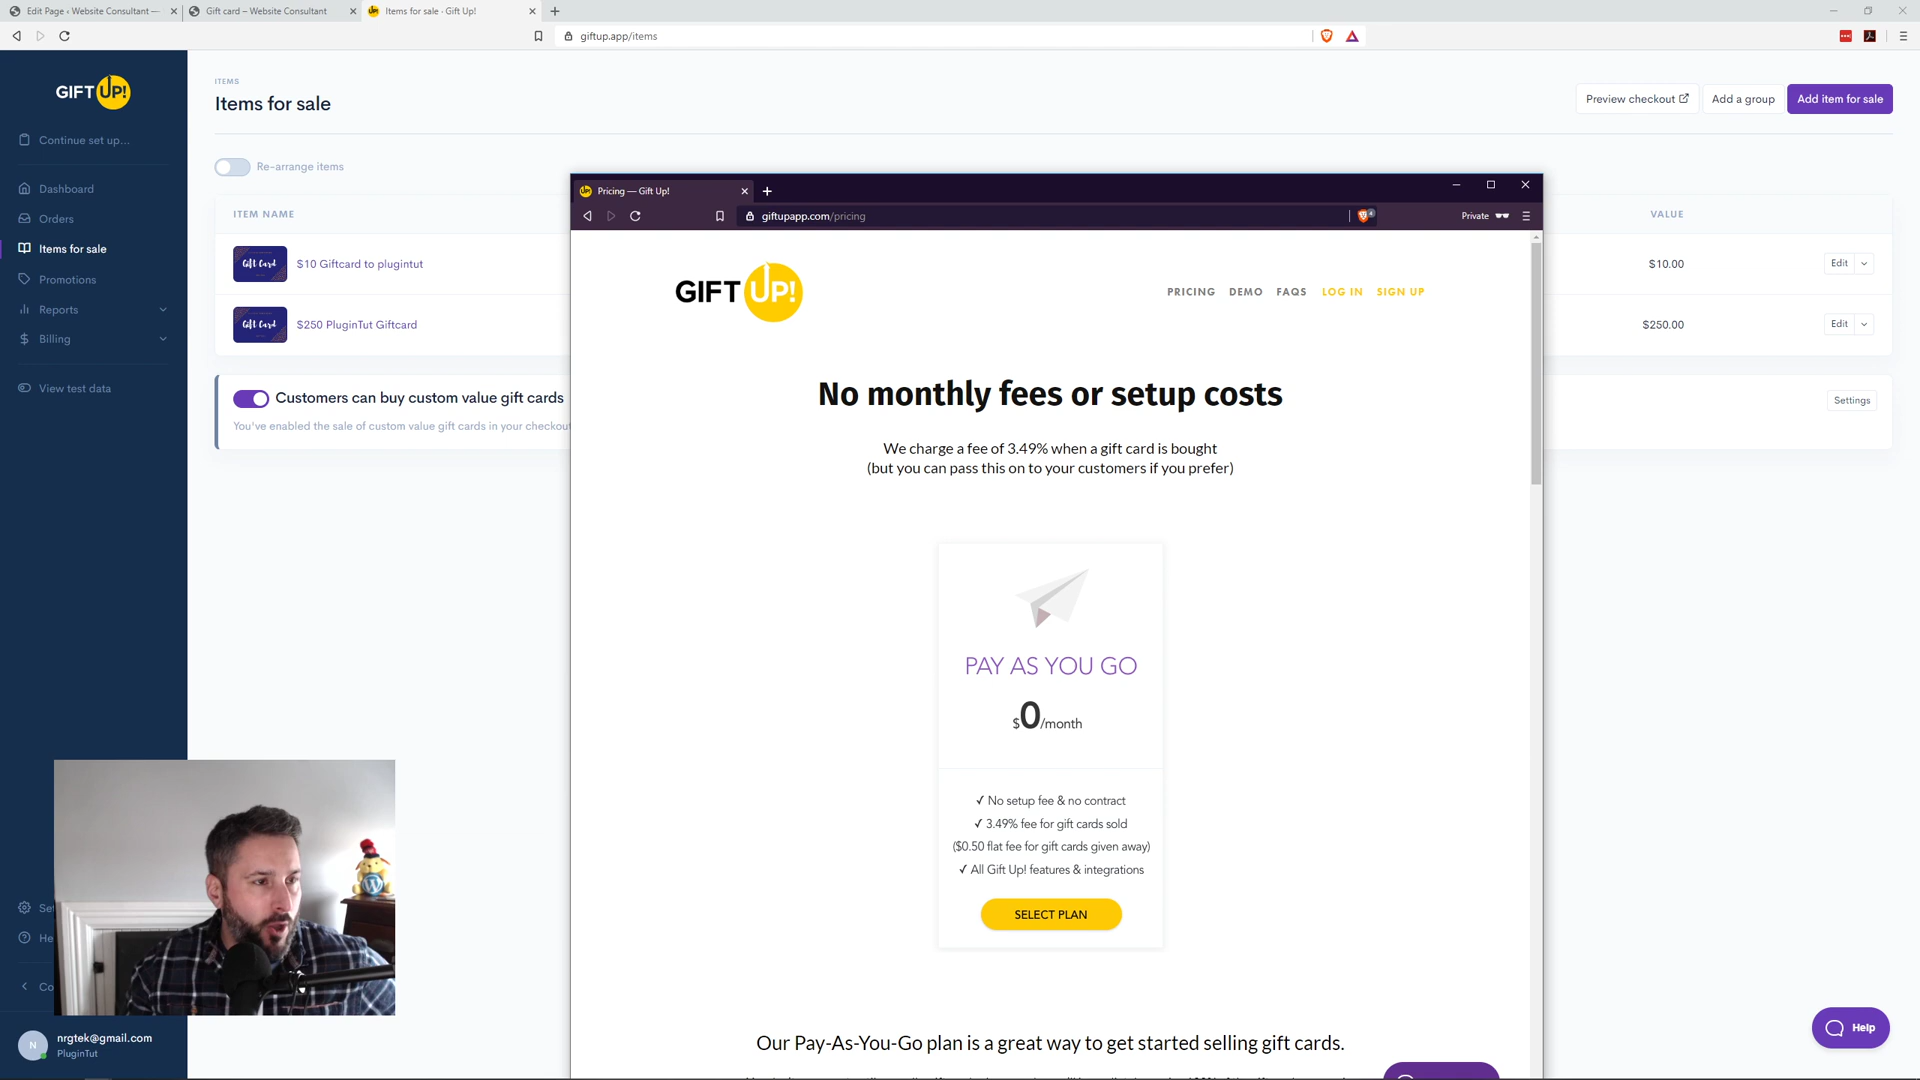 Edit Page ‹ Website Consultant —
Gift card – Website Consultant
Items for sale · Gift Up!
giftup.app/items
GIFT UP!
Continue set up...
Dashboard
Orders
Items for sale
Promotions
Reports
Billing
View test data
Set
He
Co
N
nrgtek@gmail.com
PluginTut
ITEMS
Items for sale
Preview checkout
Add a group
Add item for sale
Re-arrange items
ITEM NAME
VALUE
Gift Card
$10 Giftcard to plugintut
$10.00
Edit
Gift Card
$250 PluginTut Giftcard
$250.00
Edit
Customers can buy custom value gift cards
You've enabled the sale of custom value gift cards in your checkout
Settings
Pricing — Gift Up!
giftupapp.com/pricing
Private
GIFT UP!
PRICING
DEMO
FAQS
LOG IN
SIGN UP
No monthly fees or setup costs
We charge a fee of 3.49% when a gift card is bought
(but you can pass this on to your customers if you prefer)
PAY AS YOU GO
$0/month
✓ No setup fee & no contract
✓ 3.49% fee for gift cards sold
($0.50 flat fee for gift cards given away)
✓ All Gift Up! features & integrations
SELECT PLAN
Our Pay-As-You-Go plan is a great way to get started selling gift cards.
Help